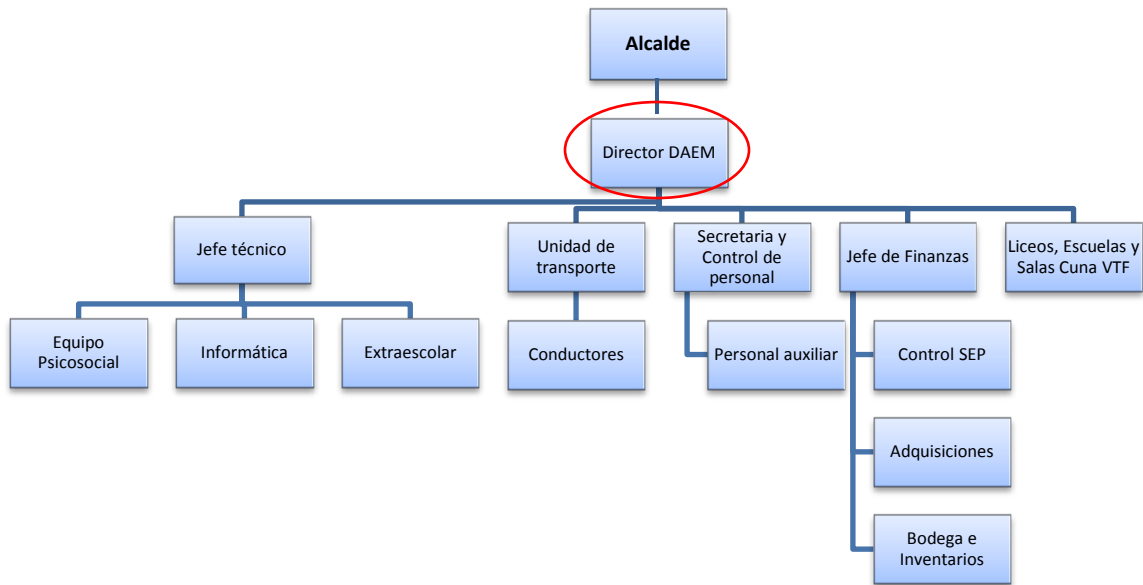 Alcalde
Director DAEM
Jefe técnico
Unidad de
transporte
Secretaria y
Control de
personal
Jefe de Finanzas
Liceos, Escuelas y
Salas Cuna VTF
Equipo
Psicosocial
Informática
Extraescolar
Conductores
Personal auxiliar
Control SEP
Adquisiciones
Bodega e
Inventarios